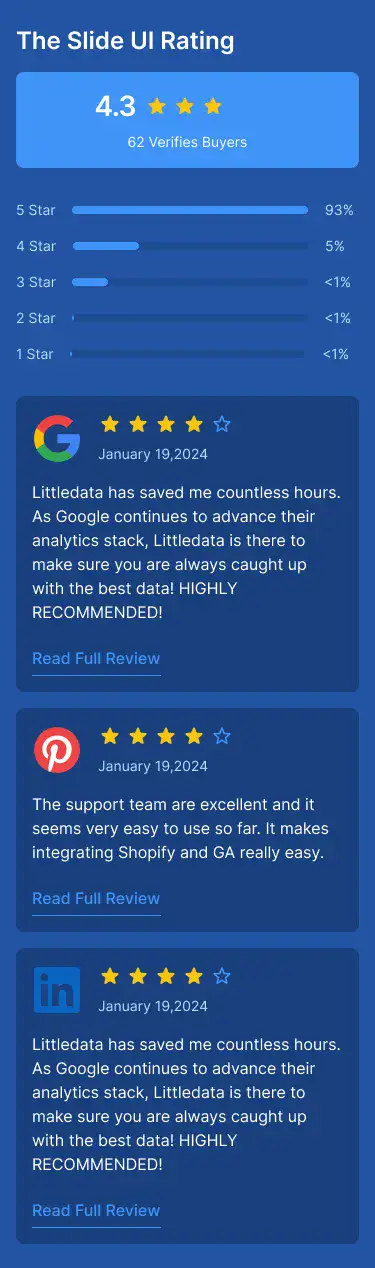 The Slide UI Rating
4.3
62 Verifies Buyers
5 Star 93%
4 Star 5%
3 Star <1%
2 Star <1%
1 Star <1%
January 19,2024
Littledata has saved me countless hours.
As Google continues to advance their
analytics stack, Littledata is there to
make sure you are always caught up
with the best data! HIGHLY
RECOMMENDED!
Read Full Review
January 19,2024
The support team are excellent and it
seems very easy to use so far. It makes
integrating Shopify and GA really easy.
Read Full Review
in
January 19,2024
Littledata has saved me countless hours.
As Google continues to advance their
analytics stack, Littledata is there to
make sure you are always caught up
with the best data! HIGHLY
RECOMMENDED!
Read Full Review